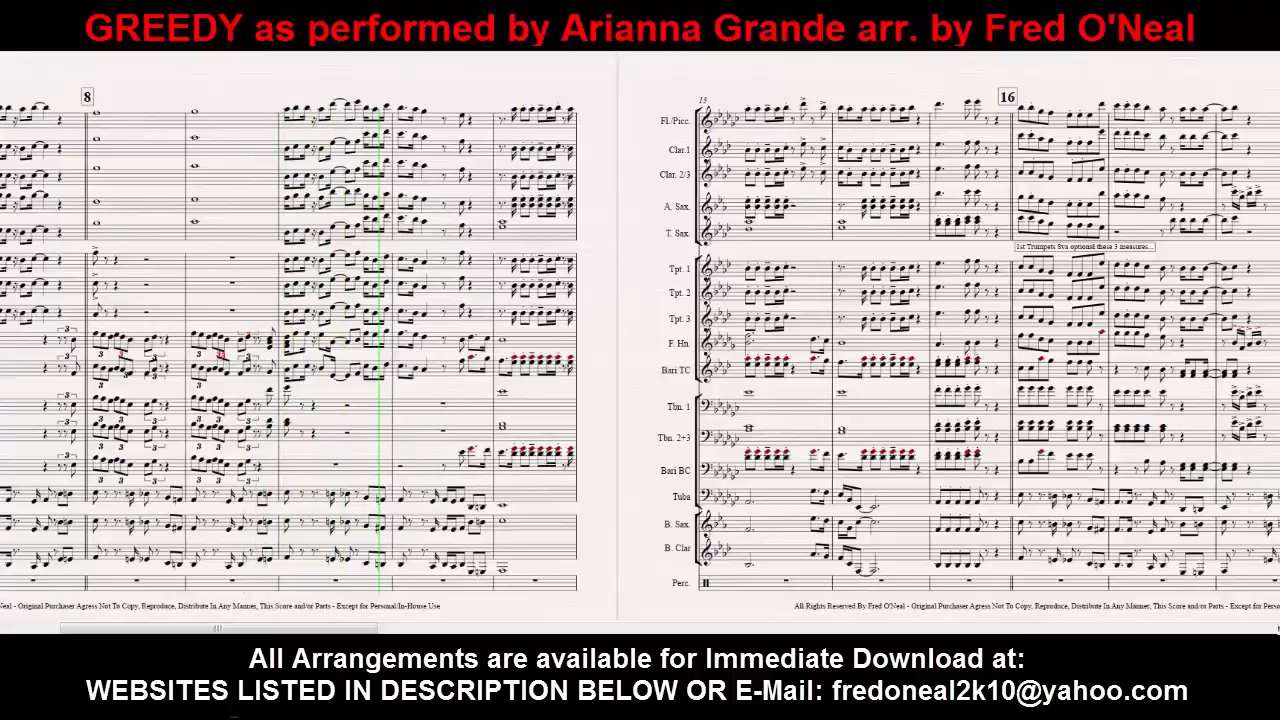 GREEDY as performed by Arianna Grande arr. by Fred O'Neal
8
13
16
Fl./Picc.
Clar.1
Clar. 2/3
A. Sax.
T. Sax.
1st Trumpets 8va optional these 3 measures...
Tpt. 1
Tpt. 2
Tpt. 3
F. Hn.
Bari TC
Tbn. 1
Tbn. 2+3
Bari BC
Tuba
B. Sax
B. Clar
Perc.
Neal - Original Purchaser Agress Not To Copy, Reproduce, Distribute In Any Manner, This Score and/or Parts - Except for Personal/In-House Use
All Rights Reserved By Fred O'Neal - Original Purchaser Agress Not To Copy, Reproduce, Distribute In Any Manner, This Score and/or Parts - Except for Perso
All Arrangements are available for Immediate Download at:
WEBSITES LISTED IN DESCRIPTION BELOW OR E-Mail: fredoneal2k10@yahoo.com